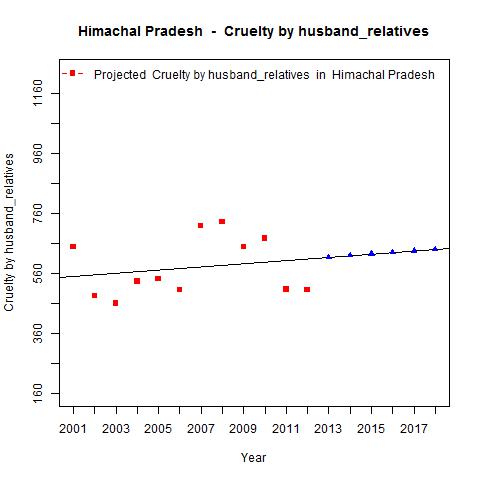 Himachal Pradesh - Cruelty by husband_relatives
Projected Cruelty by husband_relatives in Himachal Pradesh
Cruelty by husband_relatives
1160
960
760
560
360
160
2001 2003 2005 2007 2009 2011 2013 2015 2017
Year